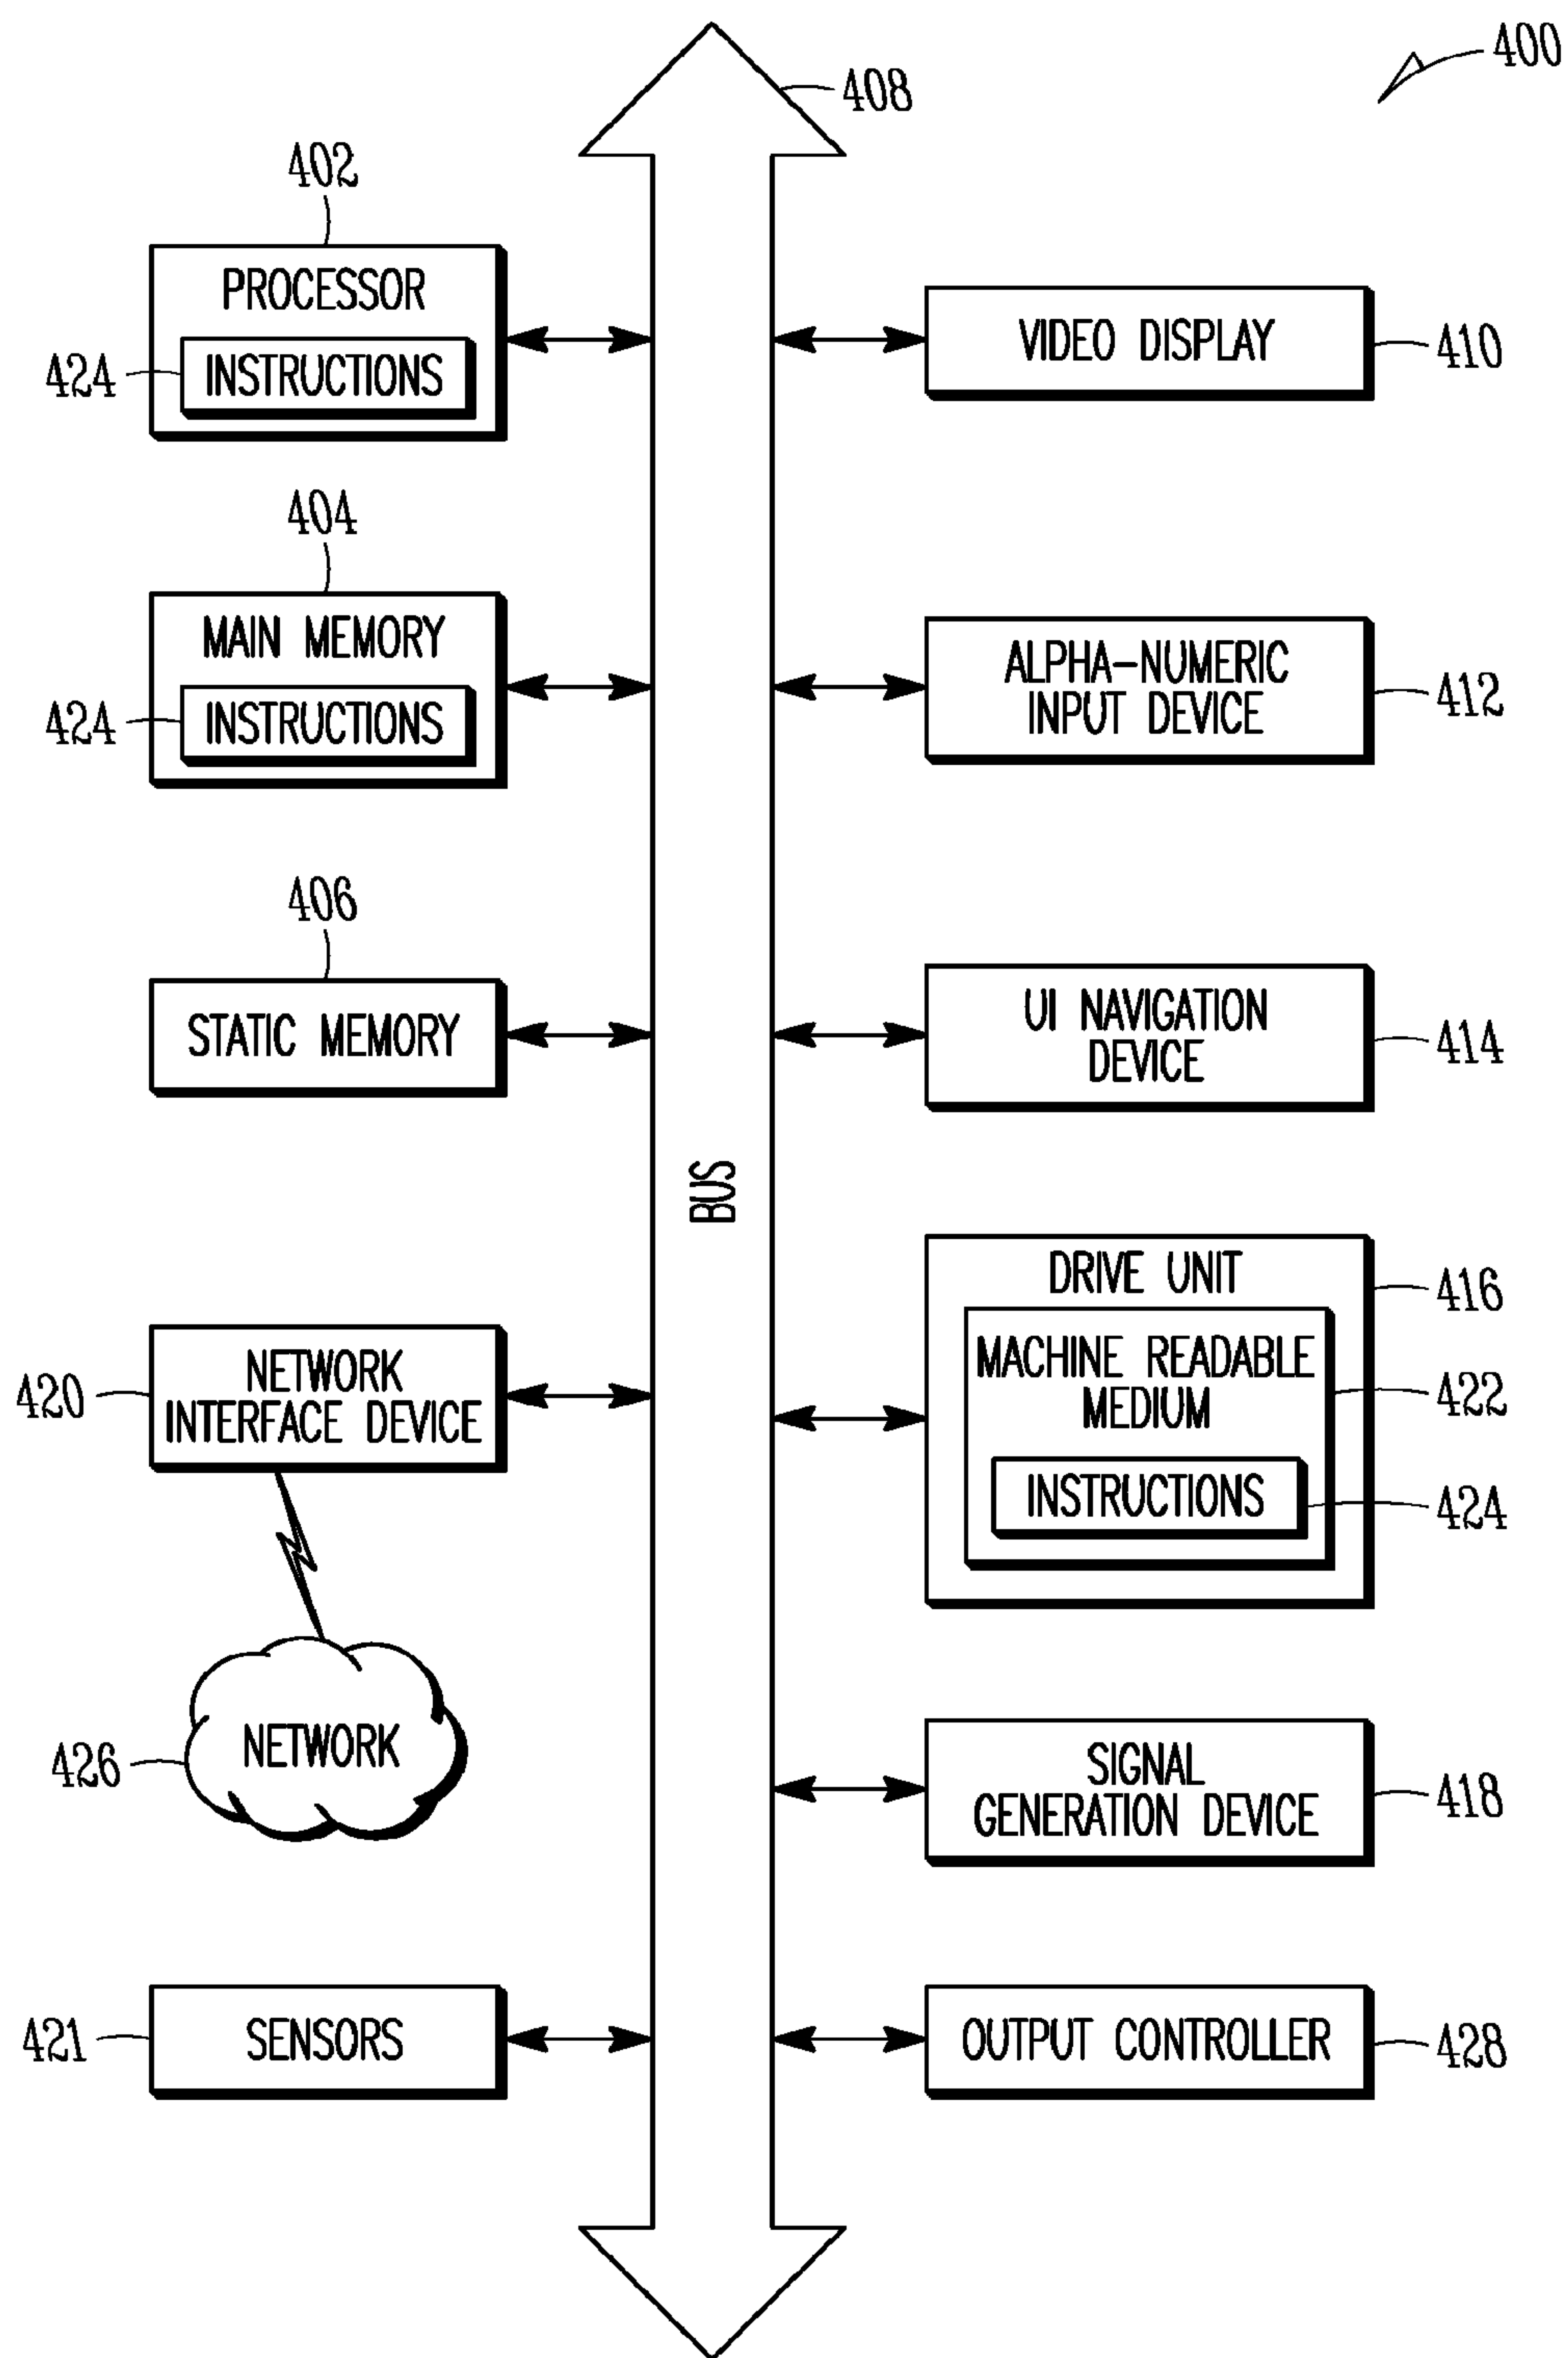 400
408
402
PROCESSOR
424
INSTRUCTIONS
VIDEO DISPLAY
410
404
MAIN MEMORY
424
INSTRUCTIONS
ALPHA-NUMERIC
INPUT DEVICE
412
406
STATIC MEMORY
UI NAVIGATION
DEVICE
414
BUS
DRIVE UNIT
416
MACHINE READABLE
MEDIUM
422
INSTRUCTIONS
424
420
NETWORK
INTERFACE DEVICE
426
NETWORK
SIGNAL
GENERATION DEVICE
418
421
SENSORS
OUTPUT CONTROLLER
428